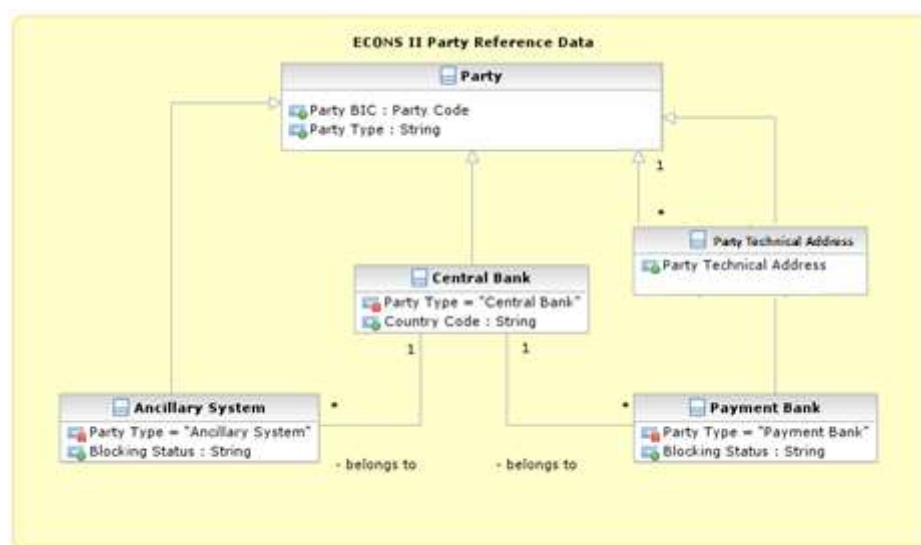 ECONS II Party Reference Data
Party
Party BIC : Party Code
Party Type : String
1
*
Party Technical Address
Party Technical Address
Central Bank
Party Type = "Central Bank"
Country Code : String
1
1
Ancillary System
Party Type = "Ancillary System"
Blocking Status : String
*
- belongs to
*
- belongs to
Payment Bank
Party Type = "Payment Bank"
Blocking Status : String